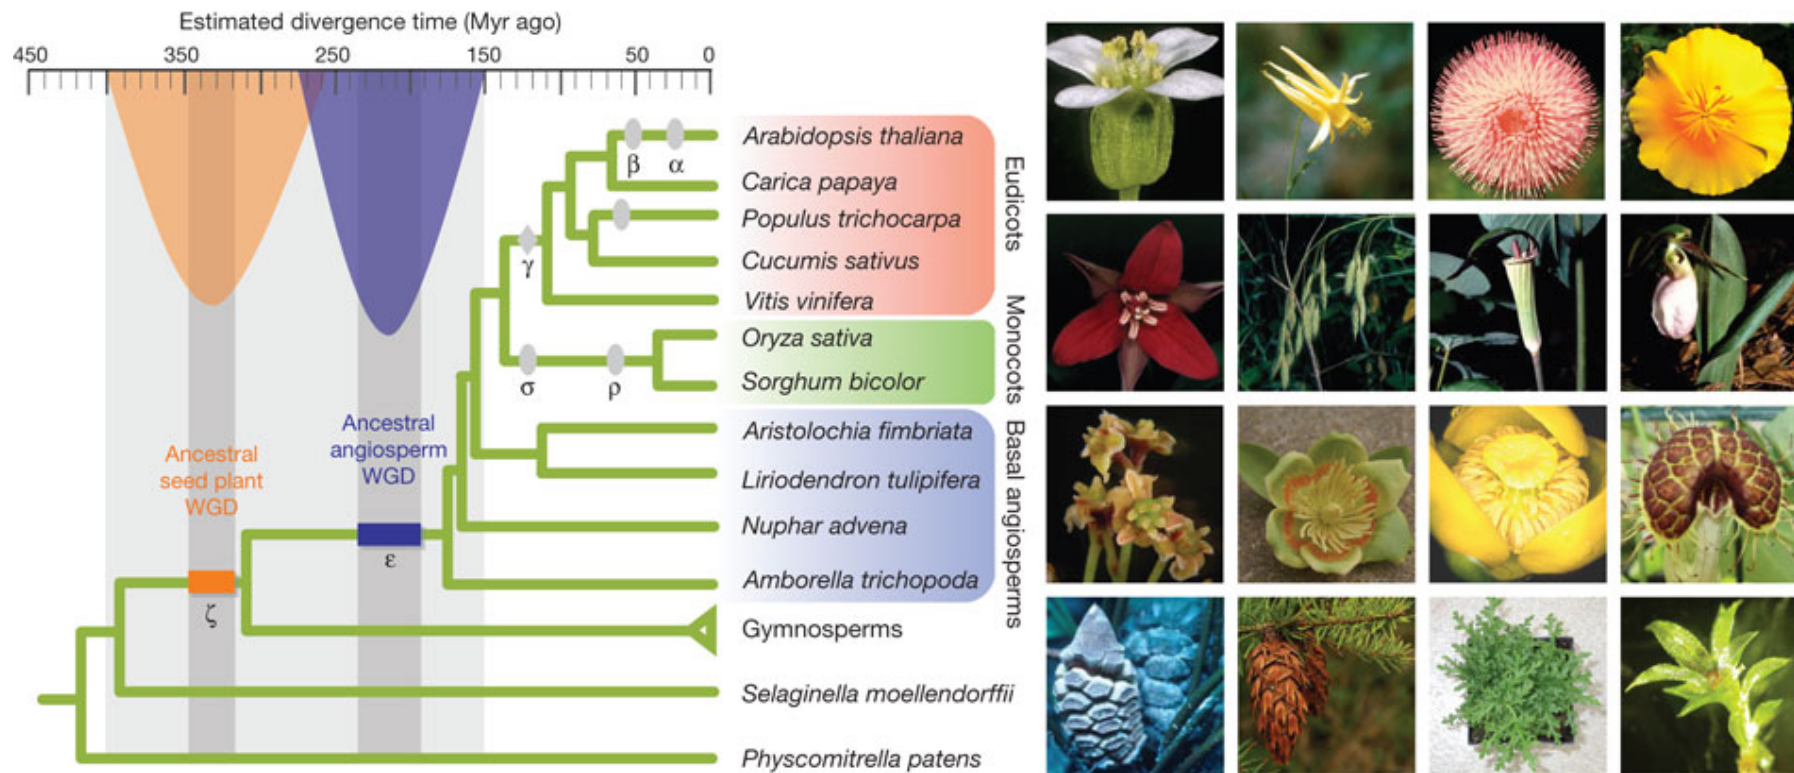 Estimated divergence time (Myr ago)
450 350 250 150 50 0
Arabidopsis thaliana
β α
Carica papaya
Populus trichocarpa
γ
Cucumis sativus
Vitis vinifera
Eudicots
Oryza sativa
σ ρ
Sorghum bicolor
Monocots
Ancestral
angiosperm
WGD
Aristolochia fimbriata
Liriodendron tulipifera
Nuphar advena
Amborella trichopoda
Basal angiosperms
Ancestral
seed plant
WGD
ε
ζ
Gymnosperms
Selaginella moellendorffii
Physcomitrella patens